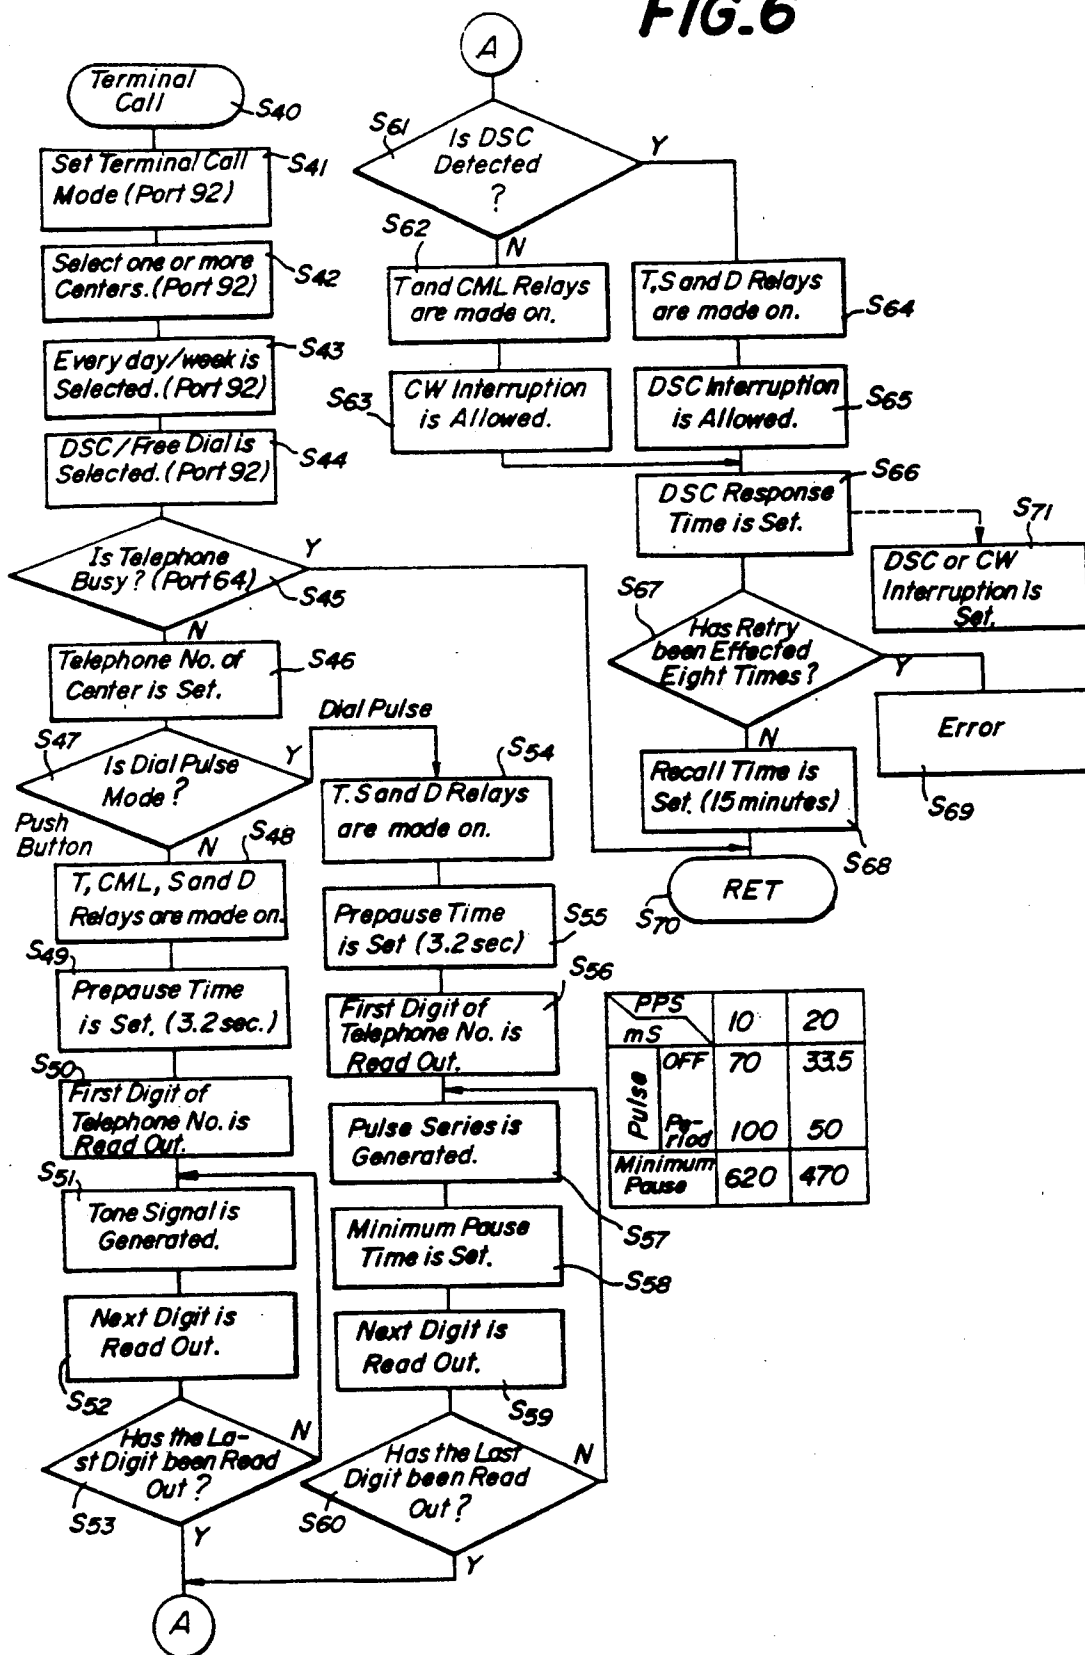 FIG.6
Terminal
Call
S40
Set Terminal Call
Mode (Port 92)
S41
Select one or more
Centers. (Port 92)
S42
Every day/week is
Selected. (Port 92)
S43
DSC/Free Dial is
Selected. (Port 92)
S44
Is Telephone
Busy? (Port 64)
Y
S45
N
Telephone No. of
Center is Set.
S46
S47
Is Dial Pulse
Mode?
Y
Dial Pulse
Push
Button
N
S48
T, CML, S and D
Relays are made on.
S49
Prepause Time
is Set. (3.2 sec.)
S50
First Digit of
Telephone No. is
Read Out.
S51
Tone Signal is
Generated.
Next Digit is
Read Out.
S52
Has the La-
st Digit been Read
Out?
N
S53
Y
A
S54
T. S and D Relays
are made on.
Prepause Time
is Set (3.2 sec)
S55
S56
First Digit of
Telephone No. is
Read Out.
Pulse Series is
Generated.
S57
Minimum Pause
Time is Set.
S58
Next Digit is
Read Out.
S59
Has the Last
Digit been Read
Out?
N
S60
Y
A
S61
Is DSC
Detected
?
Y
S62
N
T and CML Relays
are made on.
S63
CW Interruption
is Allowed.
T, S and D Relays
are made on.
S64
DSC Interruption
is Allowed.
S65
S66
DSC Response
Time is Set.
S71
DSC or CW
Interruption Is
Set.
S67
Has Retry
been Effected
Eight Times?
Y
Error
S69
N
Recall Time is
Set. (15 minutes)
S68
RET
S70
PPS
mS
10
20
Pulse
OFF
70
33.5
Pe-
riod
100
50
Minimum
Pause
620
470